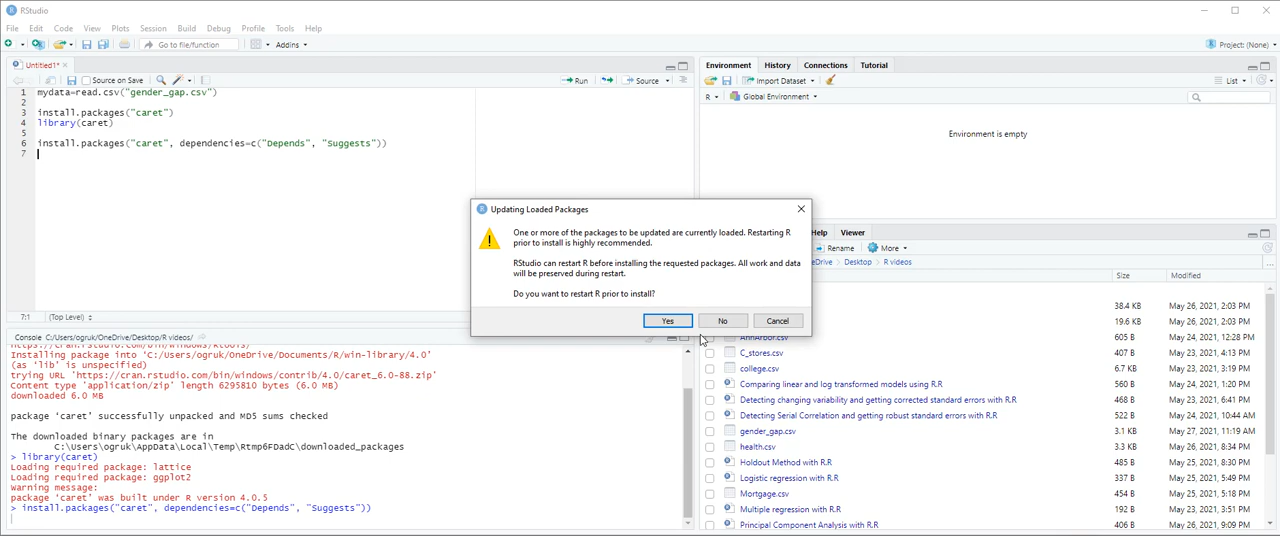 RStudio
File Edit Code View Plots Session Build Debug Profile Tools Help
Go to file/function Addins Project: (None)
Untitled1*
Source on Save Run Source
1 mydata=read.csv("gender_gap.csv")
2
3 install.packages("caret")
4 library(caret)
5
6 install.packages("caret", dependencies=c("Depends", "Suggests"))
7
7:1 (Top Level)
Environment History Connections Tutorial
Import Dataset List
R Global Environment
Environment is empty
Updating Loaded Packages
One or more of the packages to be updated are currently loaded. Restarting R
prior to install is highly recommended.
RStudio can restart R before installing the requested packages. All work and data
will be preserved during restart.
Do you want to restart R prior to install?
Yes No Cancel
Console C:/Users/ogruk/OneDrive/Desktop/R videos/
https://cran.rstudio.com/bin/windows/Rtools/
Installing package into 'C:/Users/ogruk/OneDrive/Documents/R/win-library/4.0'
(as 'lib' is unspecified)
trying URL 'https://cran.rstudio.com/bin/windows/contrib/4.0/caret_6.0-88.zip'
Content type 'application/zip' length 6295810 bytes (6.0 MB)
downloaded 6.0 MB
package 'caret' successfully unpacked and MD5 sums checked
The downloaded binary packages are in
C:\Users\ogruk\AppData\Local\Temp\Rtmp6FDadC\downloaded_packages
> library(caret)
Loading required package: lattice
Loading required package: ggplot2
Warning message:
package 'caret' was built under R version 4.0.5
> install.packages("caret", dependencies=c("Depends", "Suggests"))
Help Viewer
Rename More
Desktop R videos
Size Modified
38.4 KB May 26, 2021, 2:03 PM
19.6 KB May 26, 2021, 2:03 PM
AnnArbor.csv 605 B May 24, 2021, 12:28 PM
C_stores.csv 407 B May 23, 2021, 4:13 PM
college.csv 6.7 KB May 23, 2021, 3:19 PM
Comparing linear and log transformed models using R.R 560 B May 24, 2021, 1:20 PM
Detecting changing variability and getting corrected standard errors with R.R 468 B May 23, 2021, 6:41 PM
Detecting Serial Correlation and getting robust standard errors with R.R 522 B May 24, 2021, 10:44 AM
gender_gap.csv 3.1 KB May 27, 2021, 11:19 AM
health.csv 3.3 KB May 26, 2021, 8:34 PM
Holdout Method with R.R 485 B May 25, 2021, 8:30 PM
Logistic regression with R.R 337 B May 25, 2021, 5:49 PM
Mortgage.csv 454 B May 25, 2021, 5:18 PM
Multiple regression with R.R 192 B May 23, 2021, 3:51 PM
Principal Component Analysis with R.R 406 B May 26, 2021, 9:09 PM